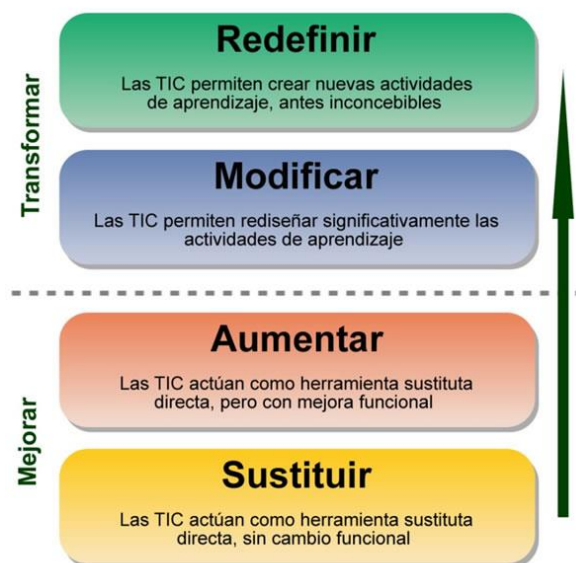 Transformar
Redefinir
Las TIC permiten crear nuevas actividades
de aprendizaje, antes inconcebibles
Modificar
Las TIC permiten rediseñar significativamente las
actividades de aprendizaje
Mejorar
Aumentar
Las TIC actúan como herramienta sustituta
directa, pero con mejora funcional
Sustituir
Las TIC actúan como herramienta sustituta
directa, sin cambio funcional